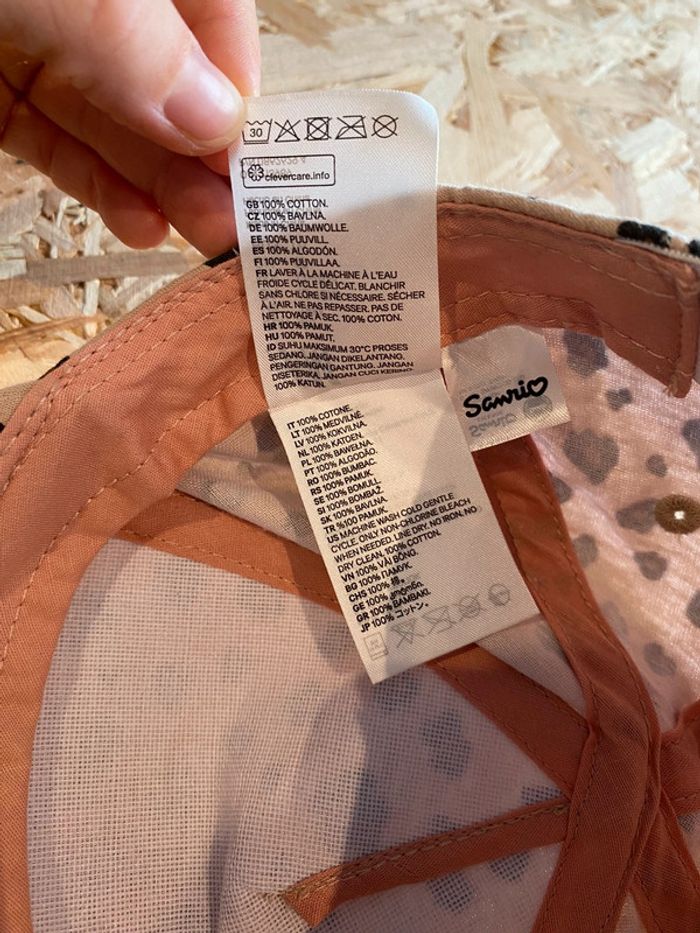 30
clevercare.info
GB 100% COTTON.
CZ 100% BAVLNA.
DE 100% BAUMWOLLE.
EE 100% PUUVILL.
ES 100% ALGODÓN.
FI 100% PUUVILLAA.
FR LAVER À LA MACHINE À L'EAU
FROIDE CYCLE DÉLICAT. BLANCHIR
SANS CHLORE SI NÉCESSAIRE. SÉCHER
À L'AIR. NE PAS REPASSER. PAS DE
NETTOYAGE À SEC. 100% COTON.
HR 100% PAMUK.
HU 100% PAMUT.
ID SUHU MAKSIMUM 30°C PROSES
SEDANG. JANGAN DIKELANTANG.
PENGERINGAN GANTUNG. JANGAN
DISETERIKA. JANGAN CUCI KERING
100% KATUN.
IT 100% COTONE.
LT 100% MEDVILNĖ.
LV 100% KOKVILNA.
NL 100% KATOEN.
PL 100% BAWEŁNA.
PT 100% ALGODÃO.
RO 100% BUMBAC.
RS 100% PAMUK.
SE 100% BOMULL.
SI 100% BOMBAŽ.
SK 100% BAVLNA.
TR %100 PAMUK.
US MACHINE WASH COLD GENTLE
CYCLE. ONLY NON-CHLORINE BLEACH
WHEN NEEDED. LINE DRY. NO IRON. NO
DRY CLEAN. 100% COTTON.
VN 100% VẢI BÔNG.
BG 100% ПАМУК.
CHS 100% 棉。
GE 100% ბამბა.
GR 100% ΒΑΜΒΑΚΙ.
JP 100% コットン。
Sanrio